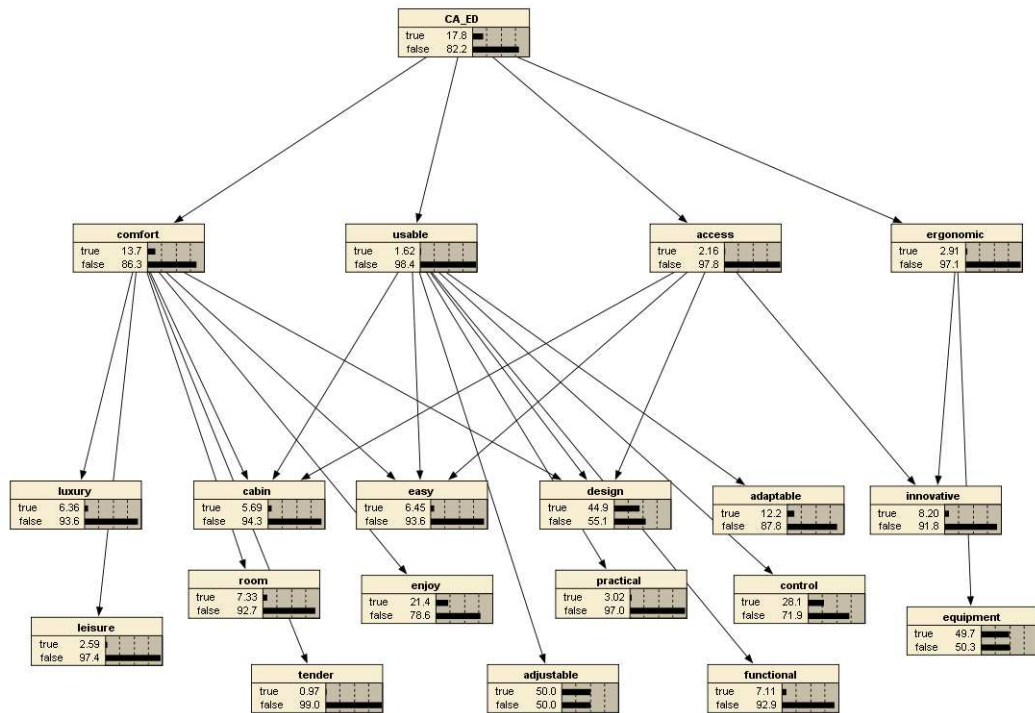 CA_ED
true 17.8
false 82.2
comfort
true 13.7
false 86.3
usable
true 1.62
false 98.4
access
true 2.16
false 97.8
ergonomic
true 2.91
false 97.1
luxury
true 6.36
false 93.6
cabin
true 5.69
false 94.3
easy
true 6.45
false 93.6
design
true 44.9
false 55.1
adaptable
true 12.2
false 87.8
innovative
true 8.20
false 91.8
room
true 7.33
false 92.7
enjoy
true 21.4
false 78.6
practical
true 3.02
false 97.0
control
true 28.1
false 71.9
leisure
true 2.59
false 97.4
equipment
true 49.7
false 50.3
tender
true 0.97
false 99.0
adjustable
true 50.0
false 50.0
functional
true 7.11
false 92.9